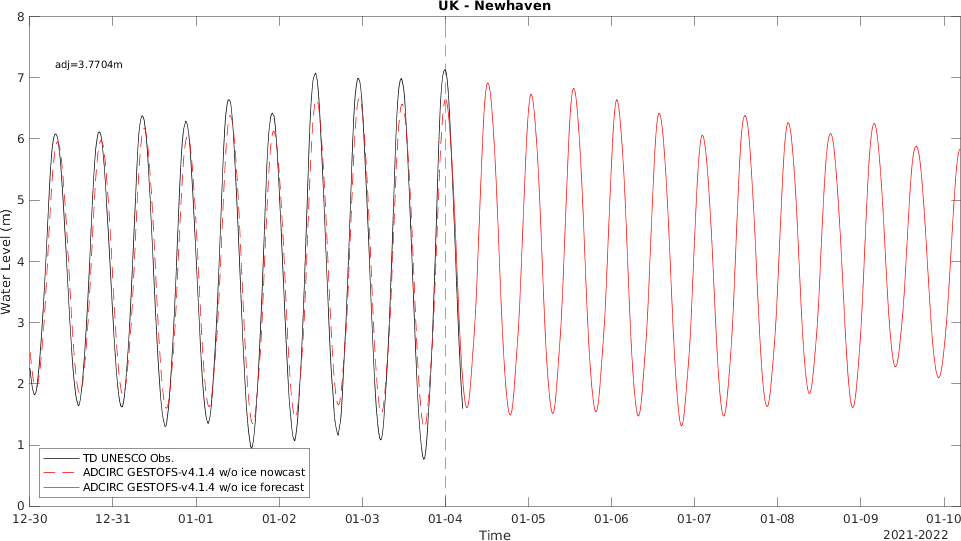 UK - Newhaven
8
adj=3.7704m
7
6
5
4
3
2
1
0
Water Level (m)
TD UNESCO Obs.
ADCIRC GESTOFS-v4.1.4 w/o ice nowcast
ADCIRC GESTOFS-v4.1.4 w/o ice forecast
12-30 12-31 01-01 01-02 01-03 01-04 01-05 01-06 01-07 01-08 01-09 01-10
Time
2021-2022